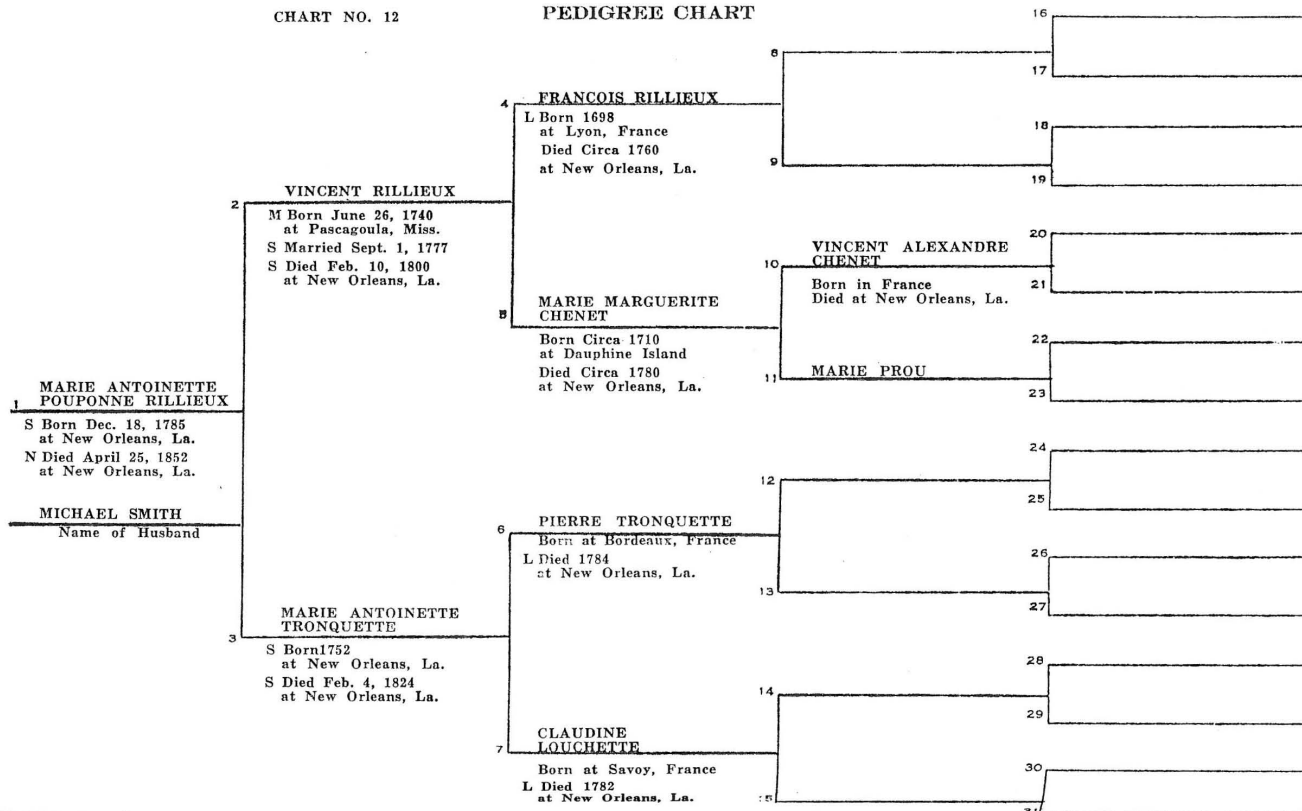 CHART NO. 12
PEDIGREE CHART
1
MARIE ANTOINETTE
POUPONNE RILLIEUX
S Born Dec. 18, 1785
at New Orleans, La.
N Died April 25, 1852
at New Orleans, La.
MICHAEL SMITH
Name of Husband
2
VINCENT RILLIEUX
M Born June 26, 1740
at Pascagoula, Miss.
S Married Sept. 1, 1777
S Died Feb. 10, 1800
at New Orleans, La.
3
MARIE ANTOINETTE
TRONQUETTE
S Born1752
at New Orleans, La.
S Died Feb. 4, 1824
at New Orleans, La.
4
FRANCOIS RILLIEUX
L Born 1698
at Lyon, France
Died Circa 1760
at New Orleans, La.
5
MARIE MARGUERITE
CHENET
Born Circa 1710
at Dauphine Island
Died Circa 1780
at New Orleans, La.
6
PIERRE TRONQUETTE
Born at Bordeaux, France
L Died 1784
at New Orleans, La.
7
CLAUDINE
LOUCHETTE
Born at Savoy, France
L Died 1782
at New Orleans, La.
8
9
10
VINCENT ALEXANDRE
CHENET
Born in France
Died at New Orleans, La.
11
MARIE PROU
12
13
14
15
16
17
18
19
20
21
22
23
24
25
26
27
28
29
30
31